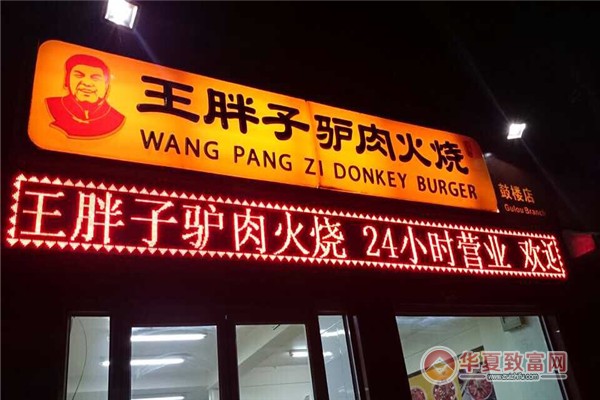 王胖子驴肉火烧
WANG PANG ZI DONKEY BURGER
鼓楼店
Gulou Branch
王胖子驴肉火烧 24小时营业 欢迎
华夏致富网